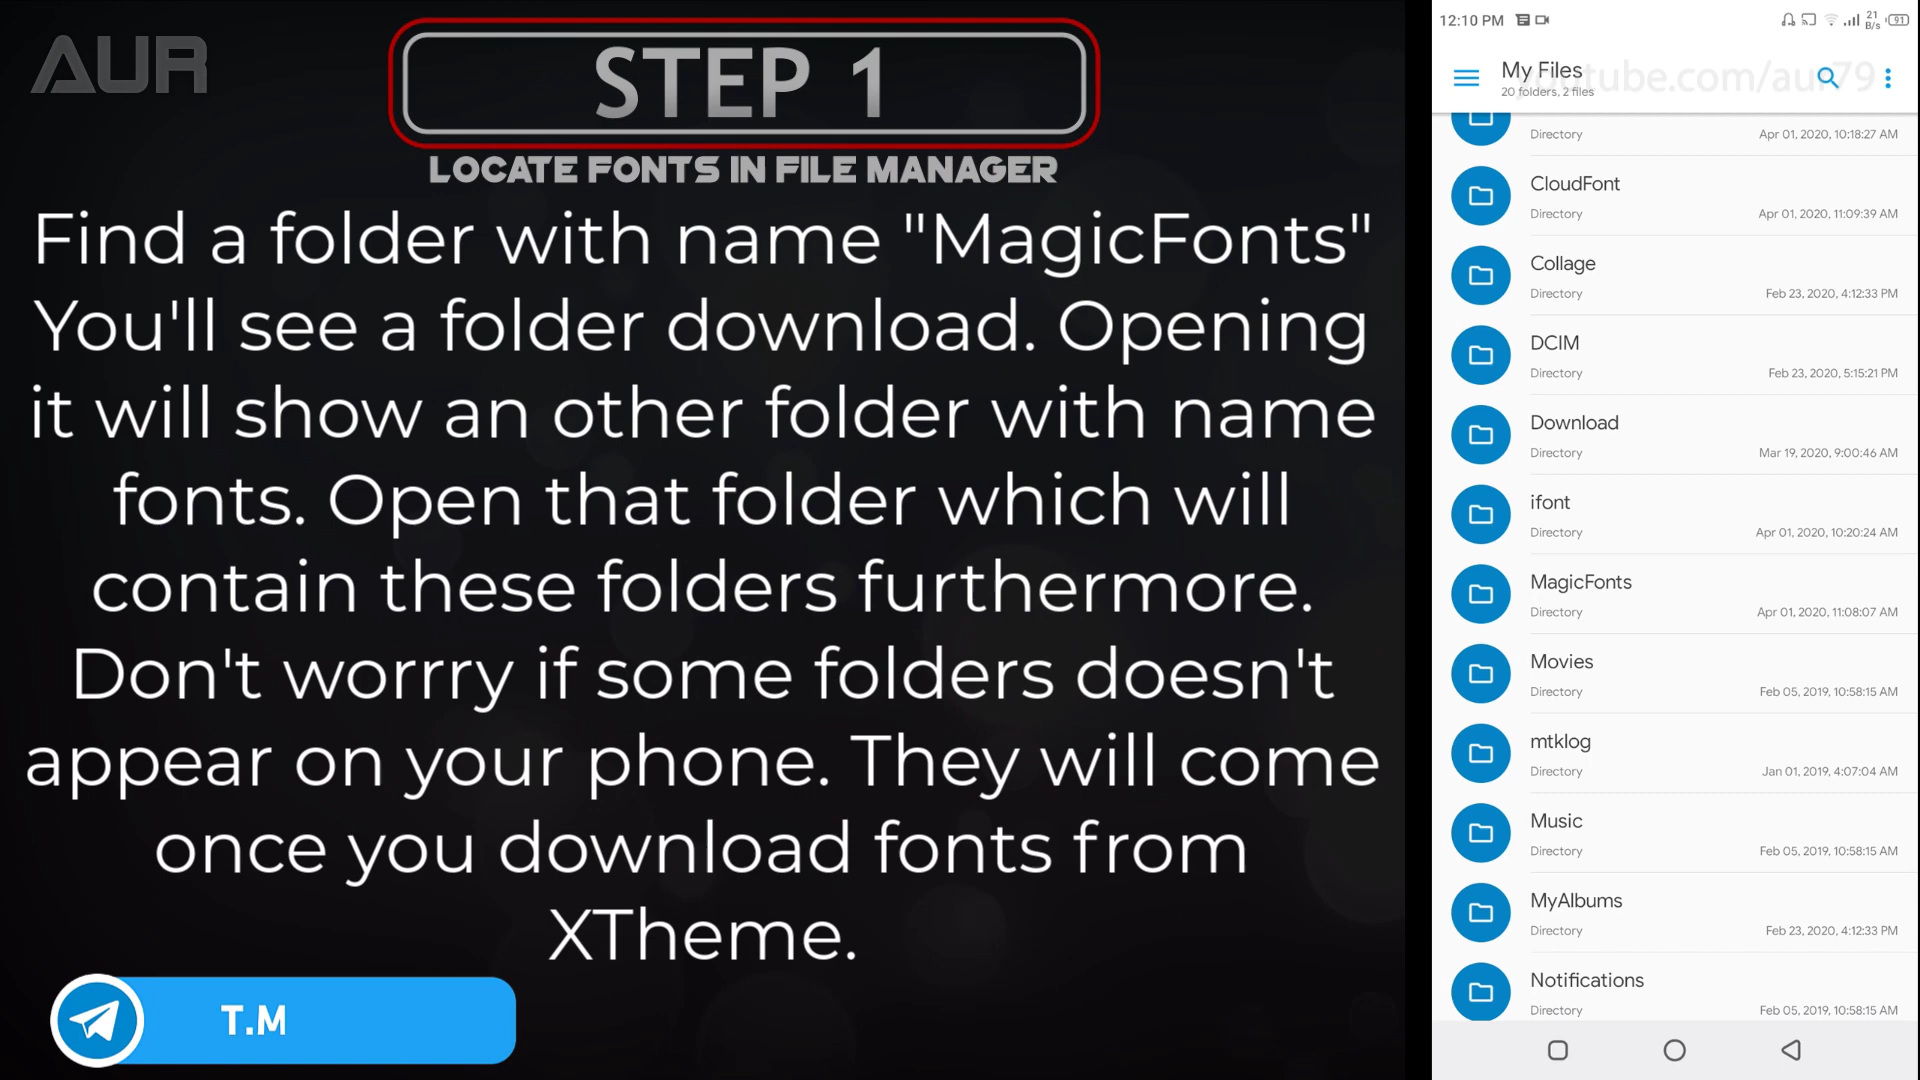 AUR
STEP 1
LOCATE FONTS IN FILE MANAGER
Find a folder with name "MagicFonts"
You'll see a folder download. Opening
it will show an other folder with name
fonts. Open that folder which will
contain these folders furthermore.
Don't worrry if some folders doesn't
appear on your phone. They will come
once you download fonts from
XTheme.
T.M
12:10 PM 21 B/s 91
My Files
youtube.com/aur79
20 folders, 2 files
Directory Apr 01, 2020, 10:18:27 AM
CloudFont
Directory Apr 01, 2020, 11:09:39 AM
Collage
Directory Feb 23, 2020, 4:12:33 PM
DCIM
Directory Feb 23, 2020, 5:15:21 PM
Download
Directory Mar 19, 2020, 9:00:46 AM
ifont
Directory Apr 01, 2020, 10:20:24 AM
MagicFonts
Directory Apr 01, 2020, 11:08:07 AM
Movies
Directory Feb 05, 2019, 10:58:15 AM
mtklog
Directory Jan 01, 2019, 4:07:04 AM
Music
Directory Feb 05, 2019, 10:58:15 AM
MyAlbums
Directory Feb 23, 2020, 4:12:33 PM
Notifications
Directory Feb 05, 2019, 10:58:15 AM